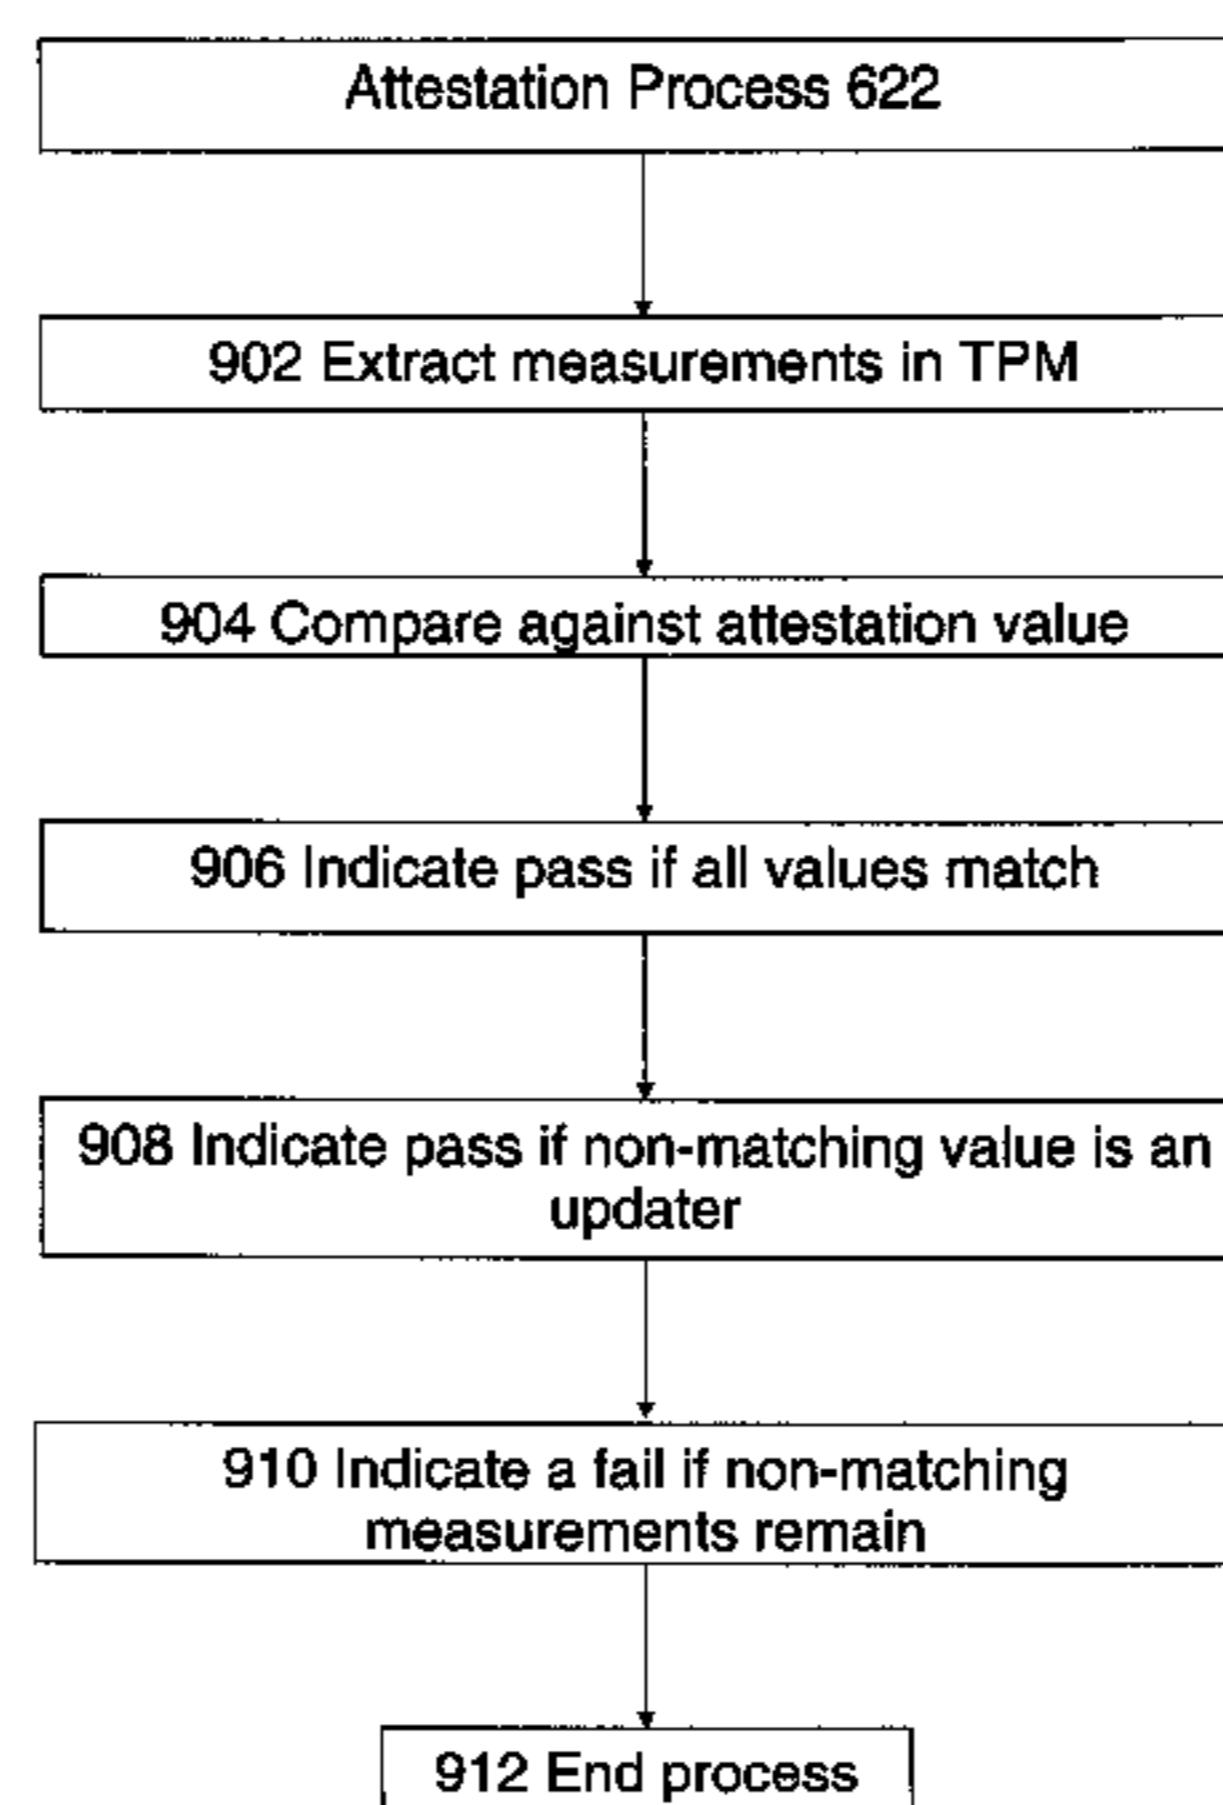 Attestation Process 622
902 Extract measurements in TPM
904 Compare against attestation value
906 Indicate pass if all values match
908 Indicate pass if non-matching value is an
updater
910 Indicate a fail if non-matching
measurements remain
912 End process